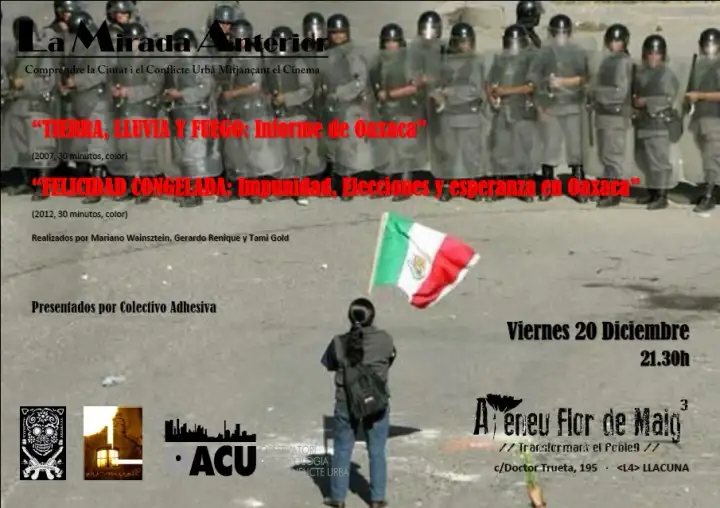 La Mirada Anterior
Comprendre la Ciutat i el Conflicte Urbà Mitjançant el Cinema
“TIERRA, LLUVIA Y FUEGO: Informe de Oaxaca”
(2007, 30 minutos, color)
“FELICIDAD CONGELADA: Impunidad, Elecciones y esperanza en Oaxaca”
(2012, 30 minutos, color)
Realizados por Mariano Wainsztein, Gerardo Renique y Tami Gold
Presentados por Colectivo Adhesiva
Viernes 20 Diciembre
21.30h
Ateneu Flor de Maig³
// Transformant el Poble9 //
c/Doctor Trueta, 195 · <L4> LLACUNA
·ACU